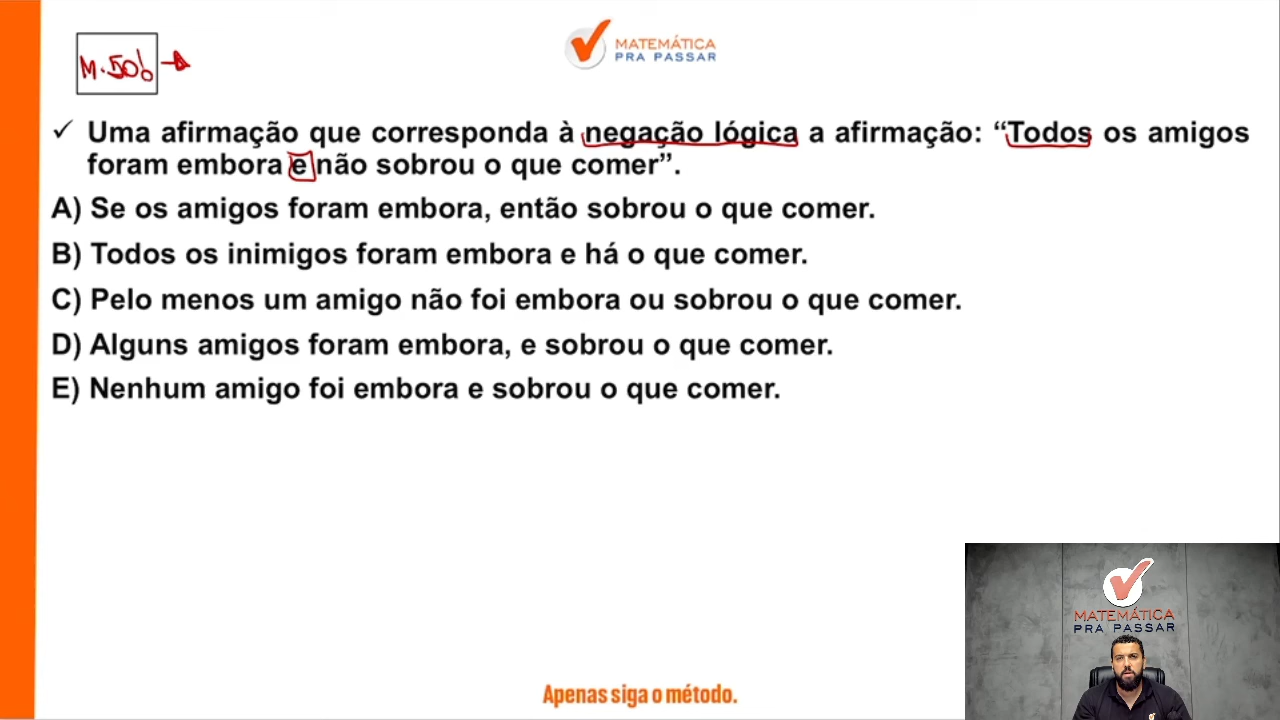 M.50%
MATEMÁTICA
PRA PASSAR
✓ Uma afirmação que corresponda à negação lógica a afirmação: “Todos os amigos
foram embora e não sobrou o que comer”.
A) Se os amigos foram embora, então sobrou o que comer.
B) Todos os inimigos foram embora e há o que comer.
C) Pelo menos um amigo não foi embora ou sobrou o que comer.
D) Alguns amigos foram embora, e sobrou o que comer.
E) Nenhum amigo foi embora e sobrou o que comer.
MATEMÁTICA
PRA PASSAR
Apenas siga o método.